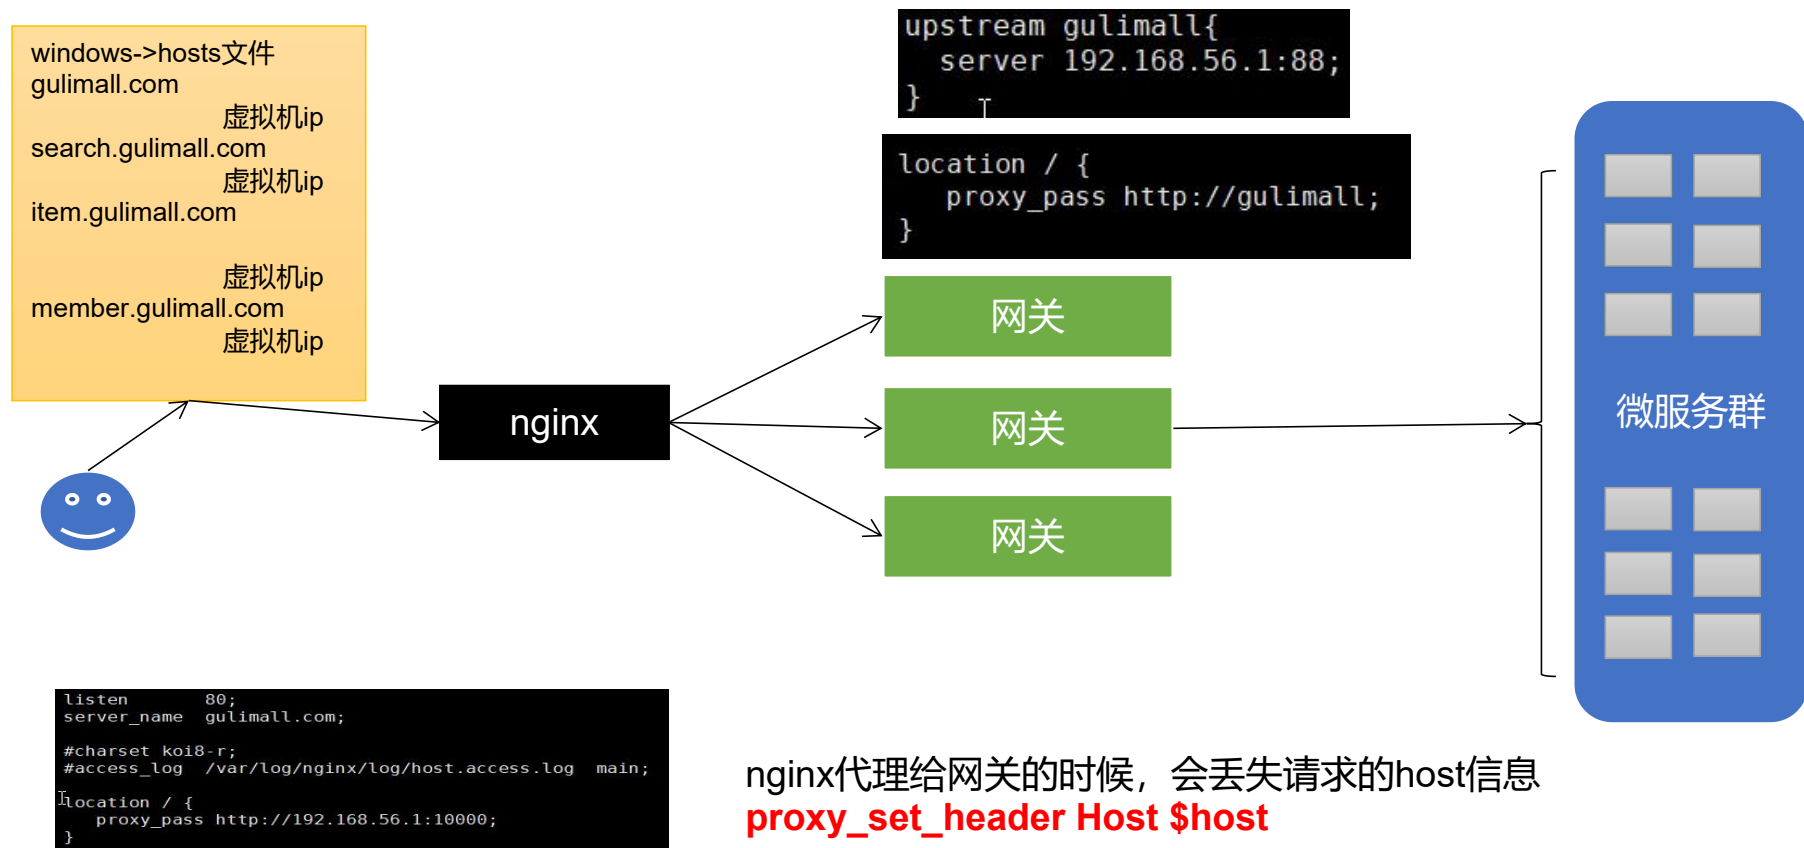 windows->hosts文件
gulimall.com
虚拟机ip
search.gulimall.com
虚拟机ip
item.gulimall.com
虚拟机ip
member.gulimall.com
虚拟机ip
upstream gulimall{
server 192.168.56.1:88;
}
location / {
proxy_pass http://gulimall;
}
nginx
网关
网关
网关
微服务群
listen 80;
server_name gulimall.com;
#charset koi8-r;
#access_log /var/log/nginx/log/host.access.log main;
location / {
proxy_pass http://192.168.56.1:10000;
}
nginx代理给网关的时候，会丢失请求的host信息
proxy_set_header Host $host